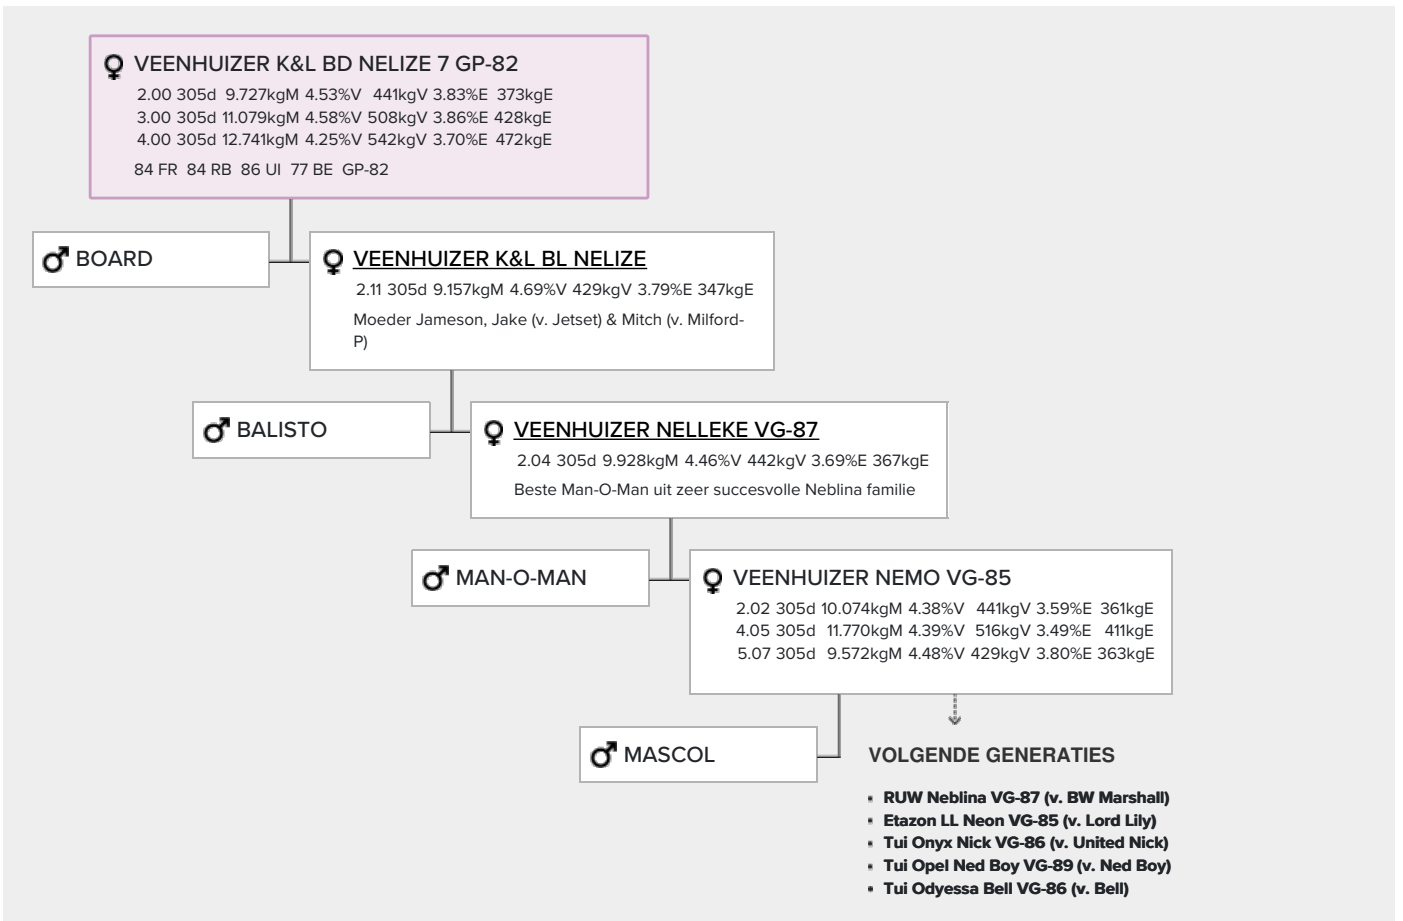 VEENHUIZER K&L BD NELIZE 7 GP-82
2.00 305d 9.727kgM 4.53%V 441kgV 3.83%E 373kgE
3.00 305d 11.079kgM 4.58%V 508kgV 3.86%E 428kgE
4.00 305d 12.741kgM 4.25%V 542kgV 3.70%E 472kgE
84 FR 84 RB 86 UI 77 BE GP-82
BOARD
VEENHUIZER K&L BL NELIZE
2.11 305d 9.157kgM 4.69%V 429kgV 3.79%E 347kgE
Moeder Jameson, Jake (v. Jetset) & Mitch (v. Milford-
P)
BALISTO
VEENHUIZER NELLEKE VG-87
2.04 305d 9.928kgM 4.46%V 442kgV 3.69%E 367kgE
Beste Man-O-Man uit zeer succesvolle Neblina familie
MAN-O-MAN
VEENHUIZER NEMO VG-85
2.02 305d 10.074kgM 4.38%V 441kgV 3.59%E 361kgE
4.05 305d 11.770kgM 4.39%V 516kgV 3.49%E 411kgE
5.07 305d 9.572kgM 4.48%V 429kgV 3.80%E 363kgE
MASCOL
VOLGENDE GENERATIES
• RUW Neblina VG-87 (v. BW Marshall)
• Etazon LL Neon VG-85 (v. Lord Lily)
• Tui Onyx Nick VG-86 (v. United Nick)
• Tui Opel Ned Boy VG-89 (v. Ned Boy)
• Tui Odyessa Bell VG-86 (v. Bell)